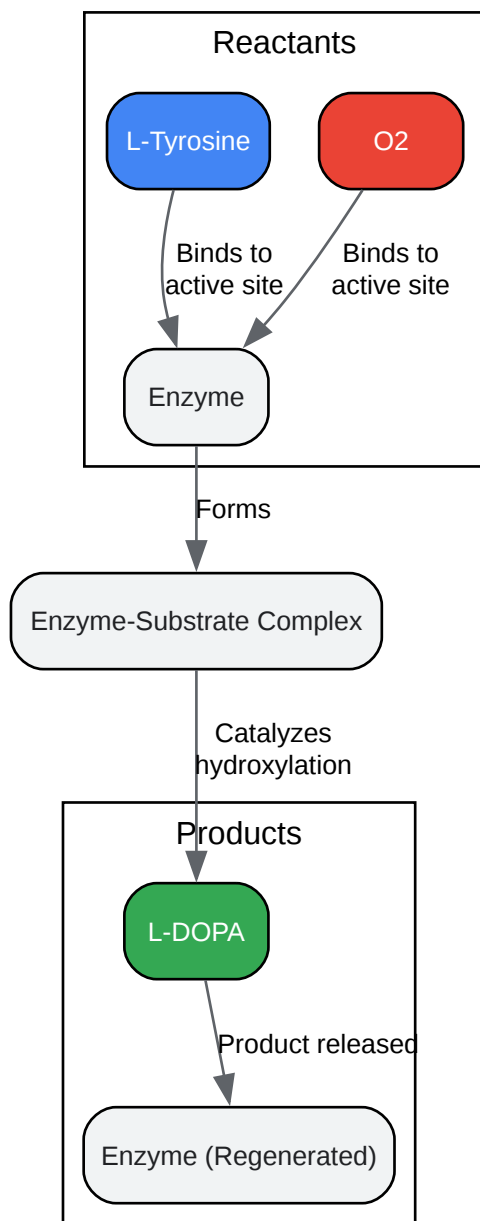 Reactants
L-Tyrosine
O2
Binds to
active site
Binds to
active site
Enzyme
Forms
Enzyme-Substrate Complex
Catalyzes
hydroxylation
Products
L-DOPA
Product released
Enzyme (Regenerated)